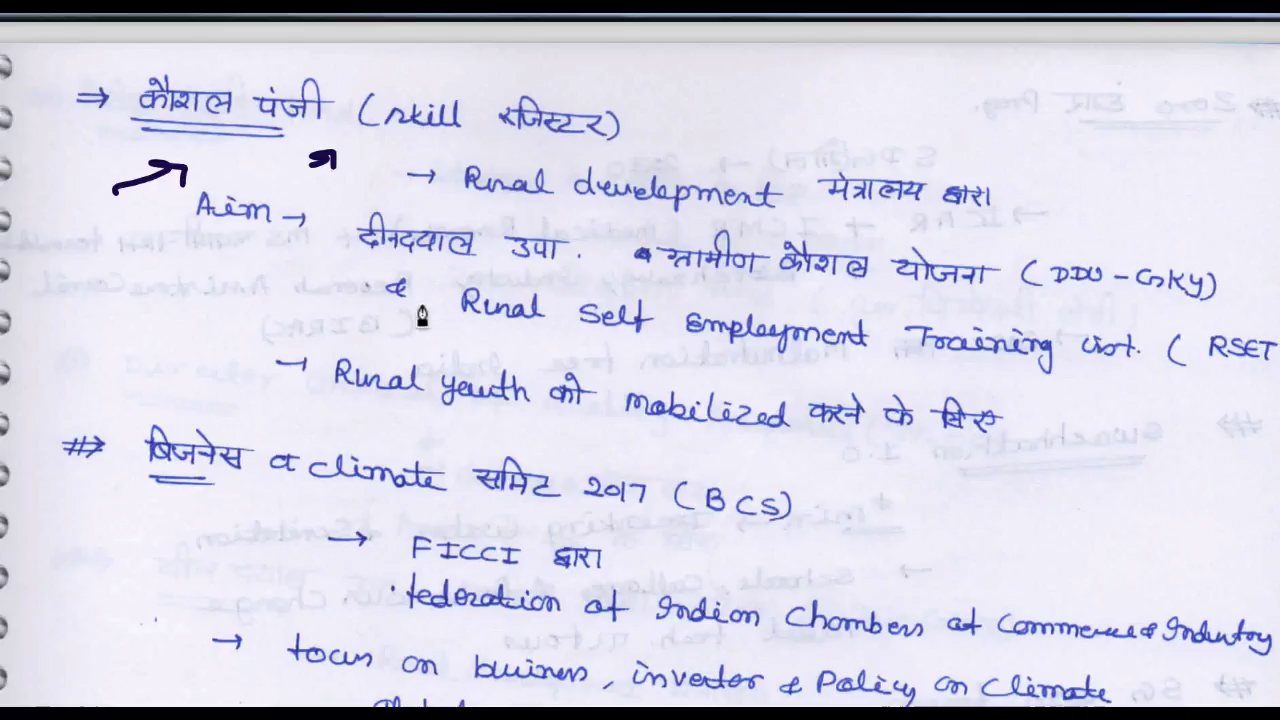 ⇒ कौशल पंजी (skill रजिस्टर)
→ Rural development मंत्रालय द्वारा
Aim →
दीनदयाल उपा. ग्रामीण कौशल योजना (DDU-GKY)
& Rural Self Employment Training Inst. ( RSET
→ Rural youth को mobilized करने के लिए
#⇒ बिजनेस & climate समिट 2017 (BCS)
→ FICCI द्वारा
federation of Indian Chambers of Commerce & Industry
→ focus on business, investor & Policy on Climate